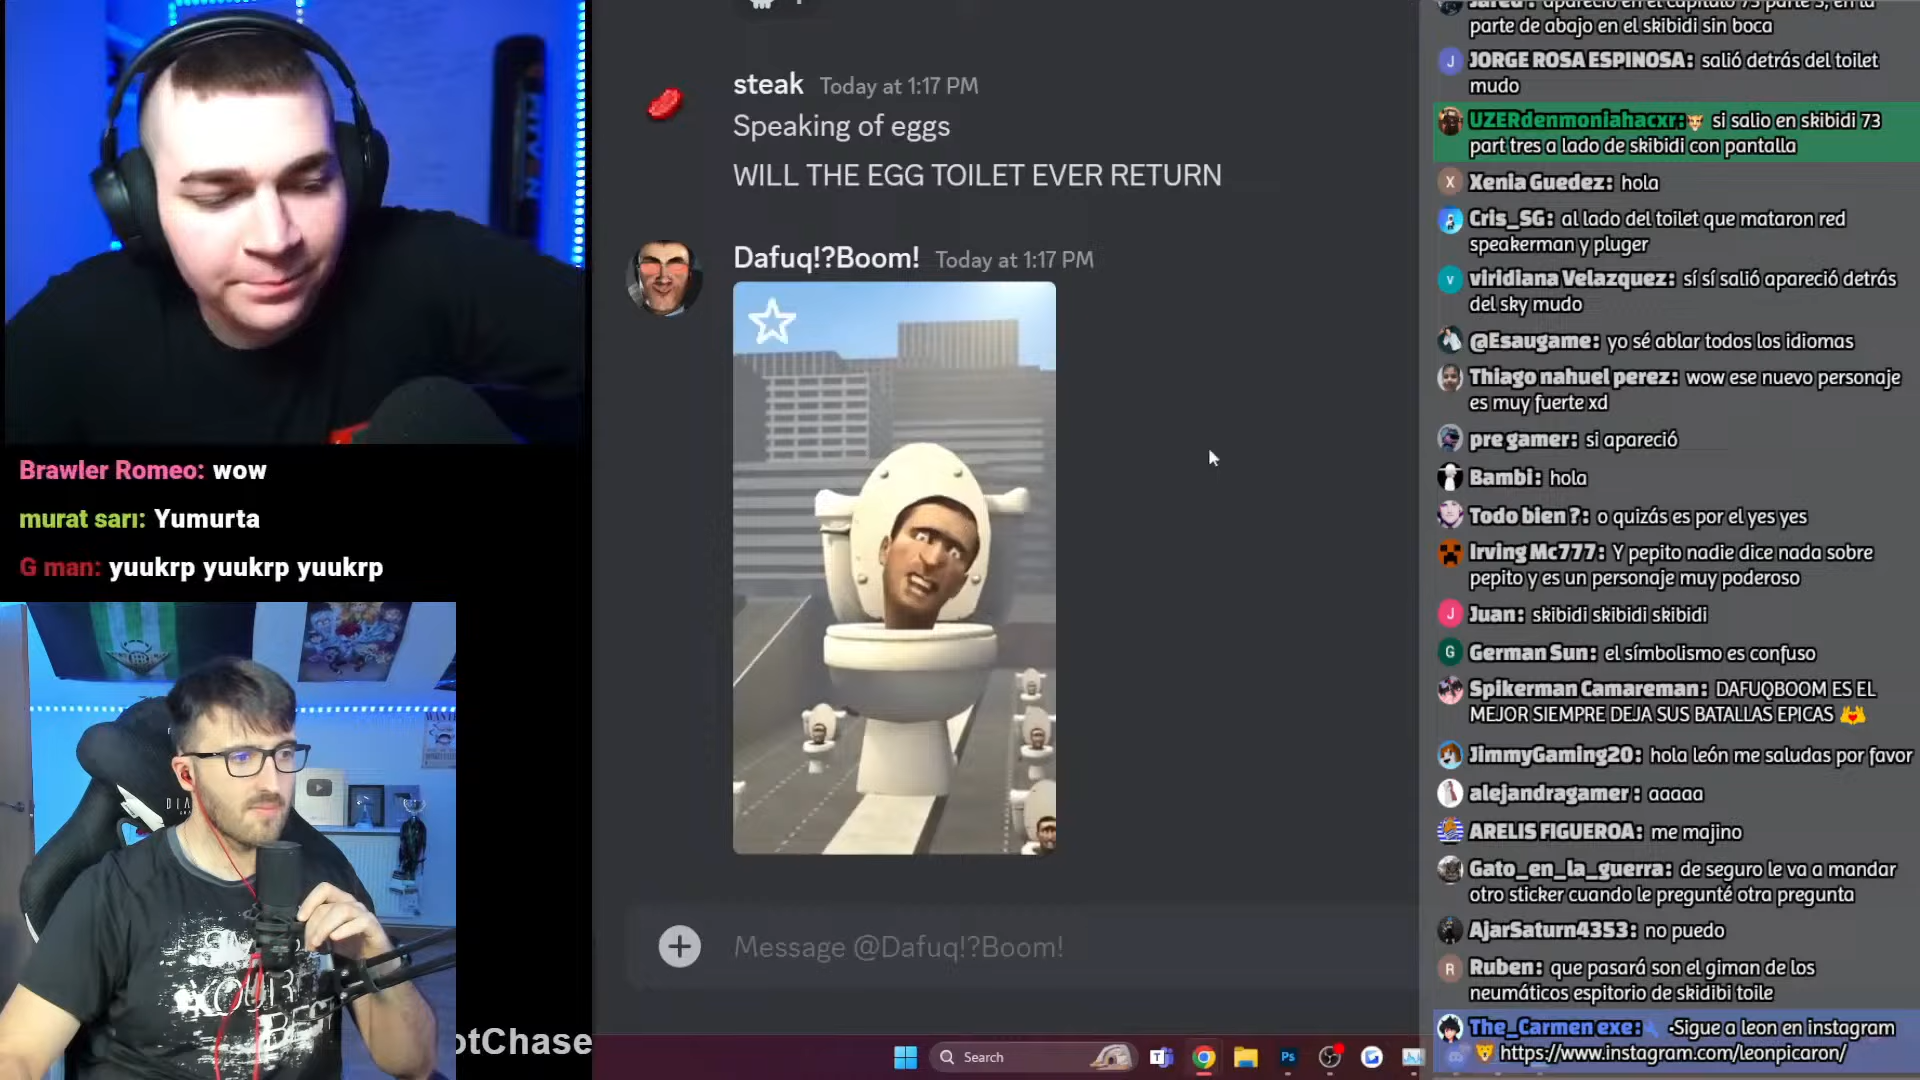 Brawler Romeo: wow
murat sarı: Yumurta
G man: yuukrp yuukrp yuukrp
otChase
steak Today at 1:17 PM
Speaking of eggs
WILL THE EGG TOILET EVER RETURN
Dafuq!?Boom! Today at 1:17 PM
Message @Dafuq!?Boom!
Search
parte de abajo en el skibidi sin boca
JORGE ROSA ESPINOSA: salió detrás del toilet
mudo
UZERdenmoniahacxr: si salio en skibidi 73
part tres a lado de skibidi con pantalla
Xenia Guedez: hola
Cris_SG: al lado del toilet que mataron red
speakerman y pluger
viridiana Velazquez: sí sí salió apareció detrás
del sky mudo
@Esaugame: yo sé ablar todos los idiomas
Thiago nahuel perez: wow ese nuevo personaje
es muy fuerte xd
pre gamer: si apareció
Bambi: hola
Todo bien ?: o quizás es por el yes yes
Irving Mc777: Y pepito nadie dice nada sobre
pepito y es un personaje muy poderoso
Juan: skibidi skibidi skibidi
German Sun: el símbolismo es confuso
Spikerman Camareman: DAFUQBOOM ES EL
MEJOR SIEMPRE DEJA SUS BATALLAS EPICAS
JimmyGaming20: hola león me saludas por favor
alejandragamer : aaaaa
ARELIS FIGUEROA: me majino
Gato_en_la_guerra: de seguro le va a mandar
otro sticker cuando le pregunté otra pregunta
AjarSaturn4353: no puedo
Ruben: que pasará son el giman de los
neumáticos espitorio de skidibi toile
The_Carmen exe: -Sigue a leon en instagram
https://www.instagram.com/leonpicaron/